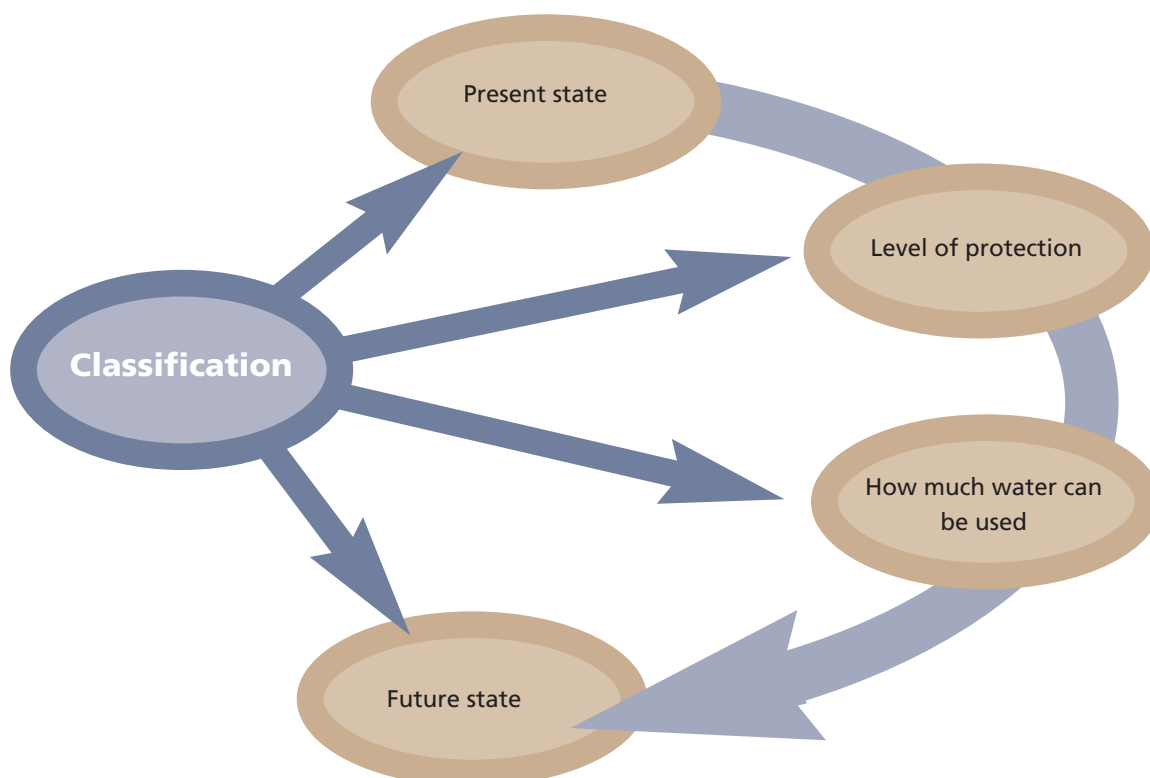 Present state
Level of protection
Classification
How much water can
be used
Future state